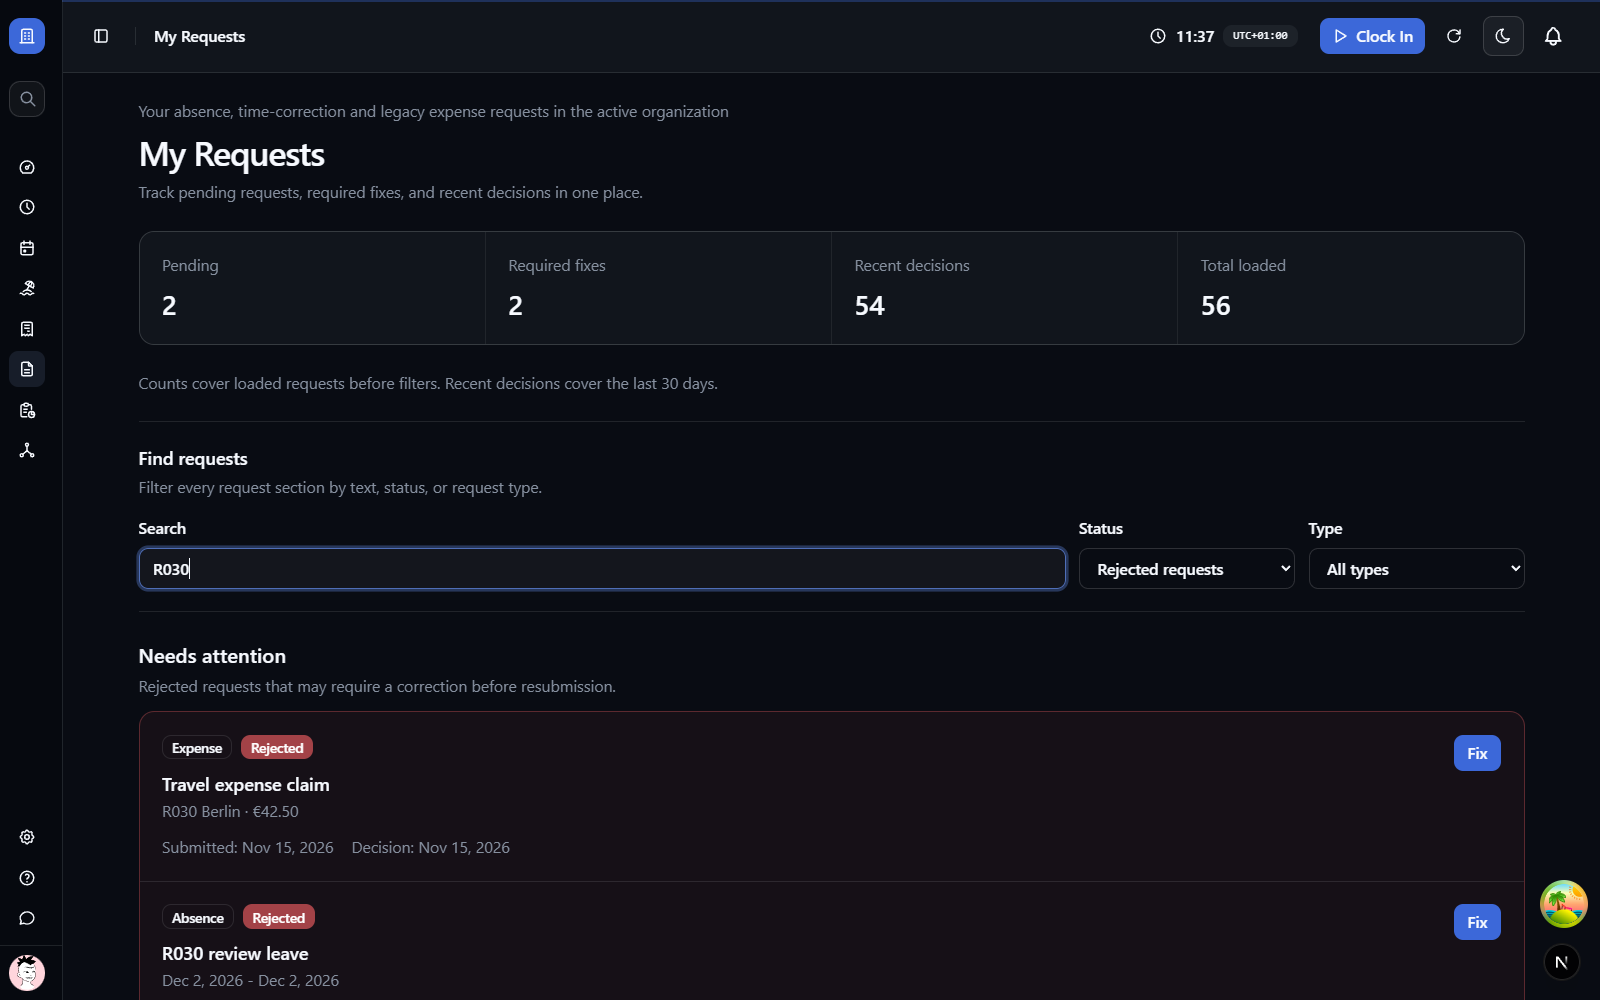 My Requests
11:37
UTC+01:00
Clock In
Your absence, time-correction and legacy expense requests in the active organization
My Requests
Track pending requests, required fixes, and recent decisions in one place.
Pending
2
Required fixes
2
Recent decisions
54
Total loaded
56
Counts cover loaded requests before filters. Recent decisions cover the last 30 days.
Find requests
Filter every request section by text, status, or request type.
Search
R030
Status
Rejected requests
Type
All types
Needs attention
Rejected requests that may require a correction before resubmission.
Expense
Rejected
Fix
Travel expense claim
R030 Berlin · €42.50
Submitted: Nov 15, 2026
Decision: Nov 15, 2026
Absence
Rejected
Fix
R030 review leave
Dec 2, 2026 - Dec 2, 2026
N